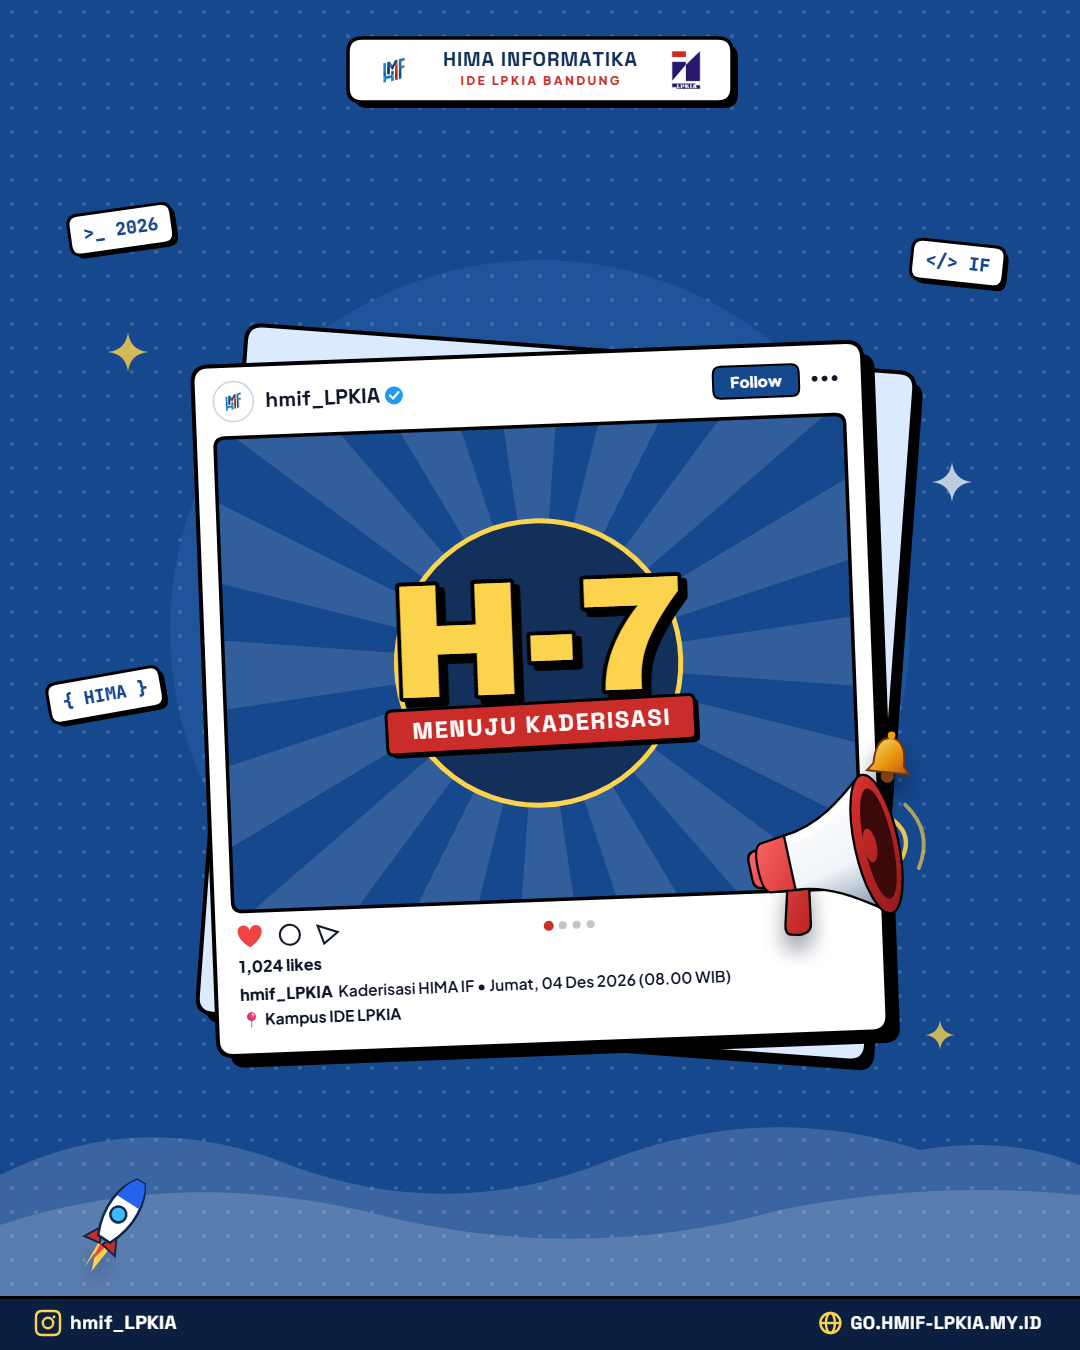 HIMA INFORMATIKA
IDE LPKIA BANDUNG
LPKIA
>_ 2026
</> IF
hmif_LPKIA
Follow
H-7
MENUJU KADERISASI
{ HIMA }
1,024 likes
hmif_LPKIA Kaderisasi HIMA IF • Jumat, 04 Des 2026 (08.00 WIB)
Kampus IDE LPKIA
hmif_LPKIA
GO.HMIF-LPKIA.MY.ID